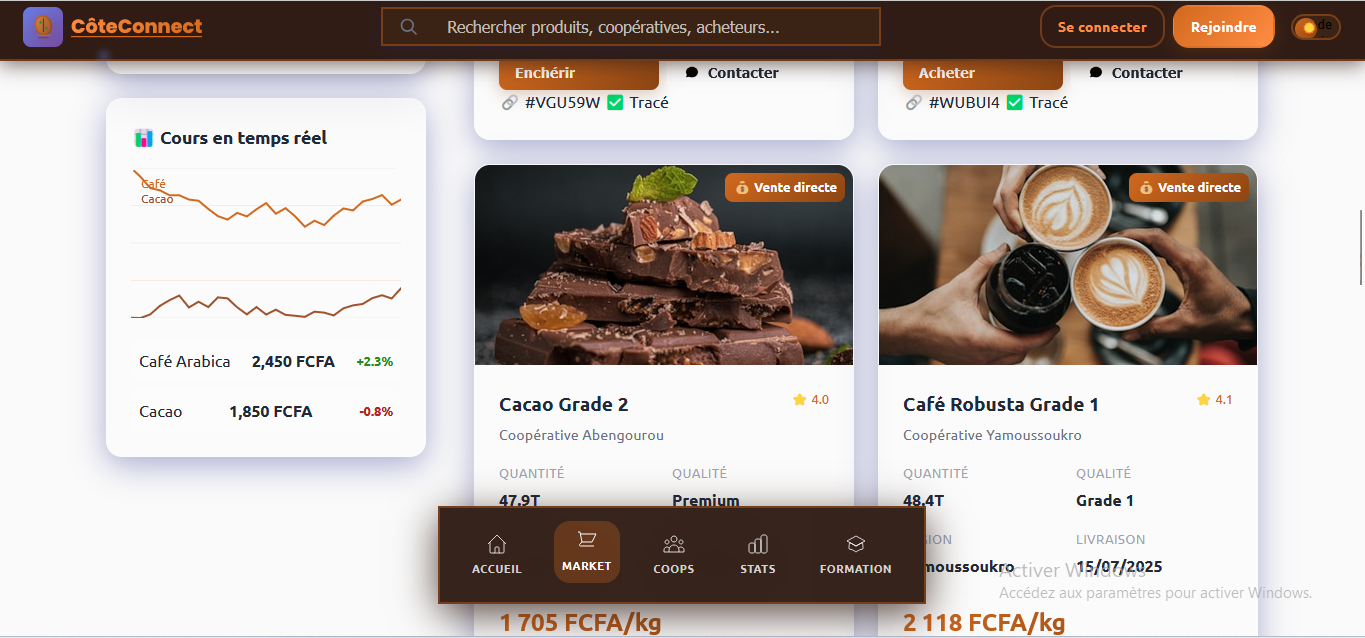 CôteConnect
Rechercher produits, coopératives, acheteurs...
Se connecter
Rejoindre
de
Cours en temps réel
Café
Cacao
Café Arabica 2,450 FCFA +2.3%
Cacao 1,850 FCFA -0.8%
Enchérir
Contacter
#VGU59W ✅ Tracé
Acheter
Contacter
#WUBUI4 ✅ Tracé
Vente directe
Cacao Grade 2
4.0
Coopérative Abengourou
QUANTITÉ QUALITÉ
47.9T Premium
1 705 FCFA/kg
Vente directe
Café Robusta Grade 1
4.1
Coopérative Yamoussoukro
QUANTITÉ QUALITÉ
48.4T Grade 1
LIVRAISON
moussoukro 15/07/2025
2 118 FCFA/kg
ACCUEIL
MARKET
COOPS
STATS
FORMATION
Activer Windows
Accédez aux paramètres pour activer Windows.